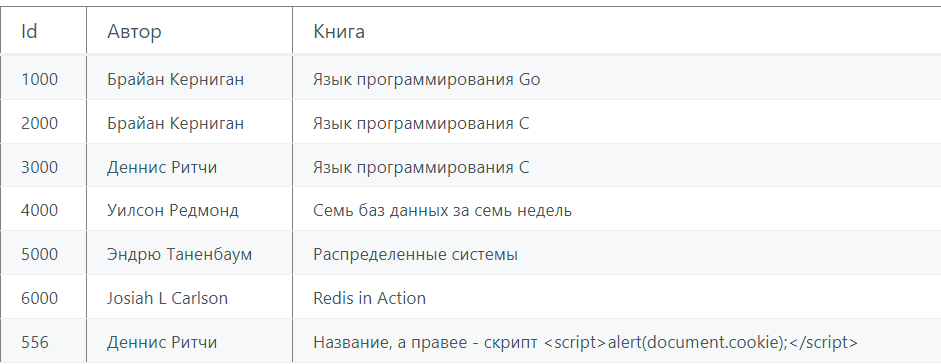 Id Автор Книга
1000 Брайан Керниган Язык программирования Go
2000 Брайан Керниган Язык программирования C
3000 Деннис Ритчи Язык программирования C
4000 Уилсон Редмонд Семь баз данных за семь недель
5000 Эндрю Таненбаум Распределенные системы
6000 Josiah L Carlson Redis in Action
556 Деннис Ритчи Название, а правее - скрипт <script>alert(document.cookie);</script>